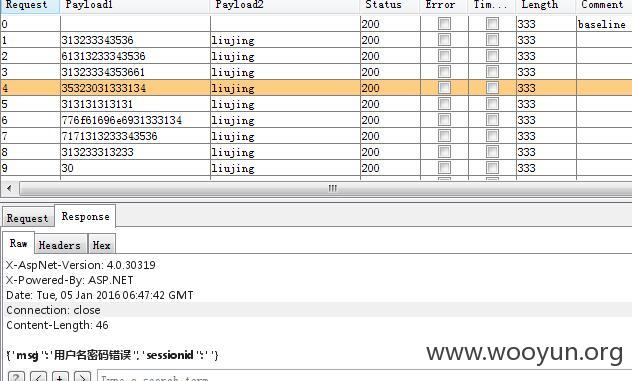 Request Payload1 Payload2 Status Error Tim... Length Comment
0 200 333 baseline
1 313233343536 liujing 200 333
2 61313233343536 liujing 200 333
3 31323334353661 liujing 200 333
4 35323031333134 liujing 200 333
5 313131313131 liujing 200 333
6 776f61696e6931333134 liujing 200 333
7 7171313233343536 liujing 200 333
8 313233313233 liujing 200 333
9 30 liujing 200 333
Request Response
Raw Headers Hex
X-AspNet-Version: 4.0.30319
X-Powered-By: ASP.NET
Date: Tue, 05 Jan 2016 06:47:42 GMT
Connection: close
Content-Length: 46
{'msg':'用户名密码错误','sessionid':''}
www.wooyun.org
? < + > Type a search term